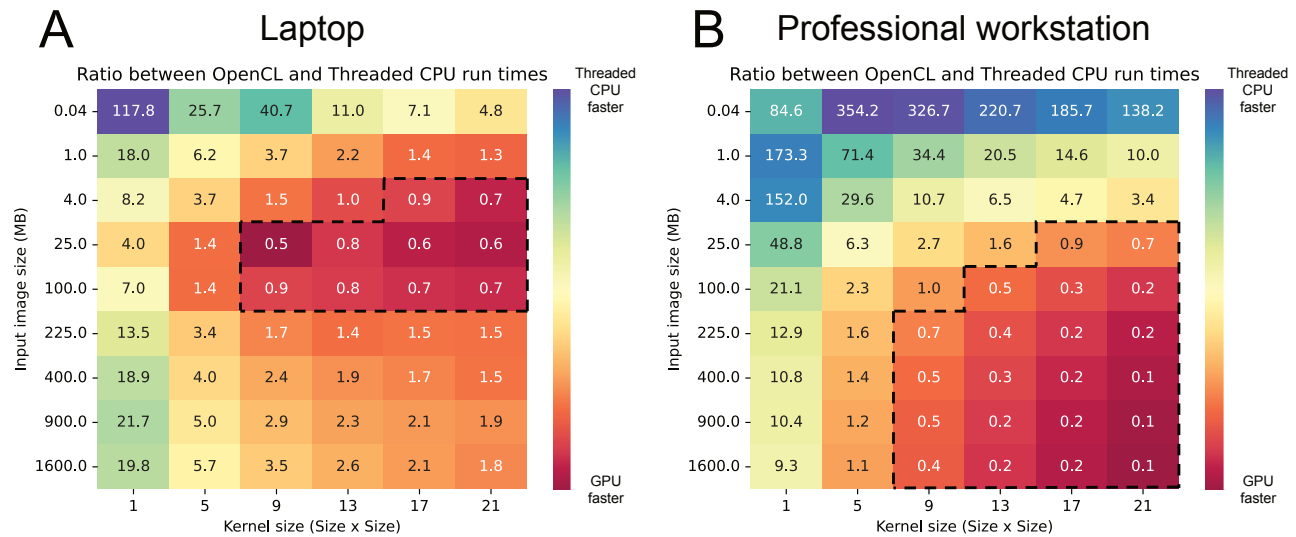 A
Laptop
Ratio between OpenCL and Threaded CPU run times
Threaded
CPU
faster
Input image size (MB)
0.04 117.8 25.7 40.7 11.0 7.1 4.8
1.0 18.0 6.2 3.7 2.2 1.4 1.3
4.0 8.2 3.7 1.5 1.0 0.9 0.7
25.0 4.0 1.4 0.5 0.8 0.6 0.6
100.0 7.0 1.4 0.9 0.8 0.7 0.7
225.0 13.5 3.4 1.7 1.4 1.5 1.5
400.0 18.9 4.0 2.4 1.9 1.7 1.5
900.0 21.7 5.0 2.9 2.3 2.1 1.9
1600.0 19.8 5.7 3.5 2.6 2.1 1.8
GPU
faster
1 5 9 13 17 21
Kernel size (Size x Size)
B
Professional workstation
Ratio between OpenCL and Threaded CPU run times
Threaded
CPU
faster
Input image size (MB)
0.04 84.6 354.2 326.7 220.7 185.7 138.2
1.0 173.3 71.4 34.4 20.5 14.6 10.0
4.0 152.0 29.6 10.7 6.5 4.7 3.4
25.0 48.8 6.3 2.7 1.6 0.9 0.7
100.0 21.1 2.3 1.0 0.5 0.3 0.2
225.0 12.9 1.6 0.7 0.4 0.2 0.2
400.0 10.8 1.4 0.5 0.3 0.2 0.1
900.0 10.4 1.2 0.5 0.2 0.2 0.1
1600.0 9.3 1.1 0.4 0.2 0.2 0.1
GPU
faster
1 5 9 13 17 21
Kernel size (Size x Size)